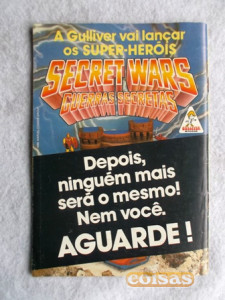 A Gulliver vai lançar
os SUPER-HERÓIS
SECRET WARS
GUERRAS SECRETAS
Depois,
ninguém mais
será o mesmo!
Nem você.
AGUARDE!
coisas